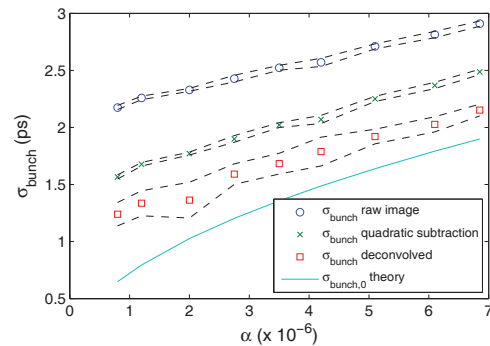 3
2.5
2
1.5
1
0.5
0
1
2
3
4
5
6
7
σbunch (ps)
α (x 10⁻⁶)
σbunch raw image
σbunch quadratic subtraction
σbunch deconvolved
σbunch,0 theory